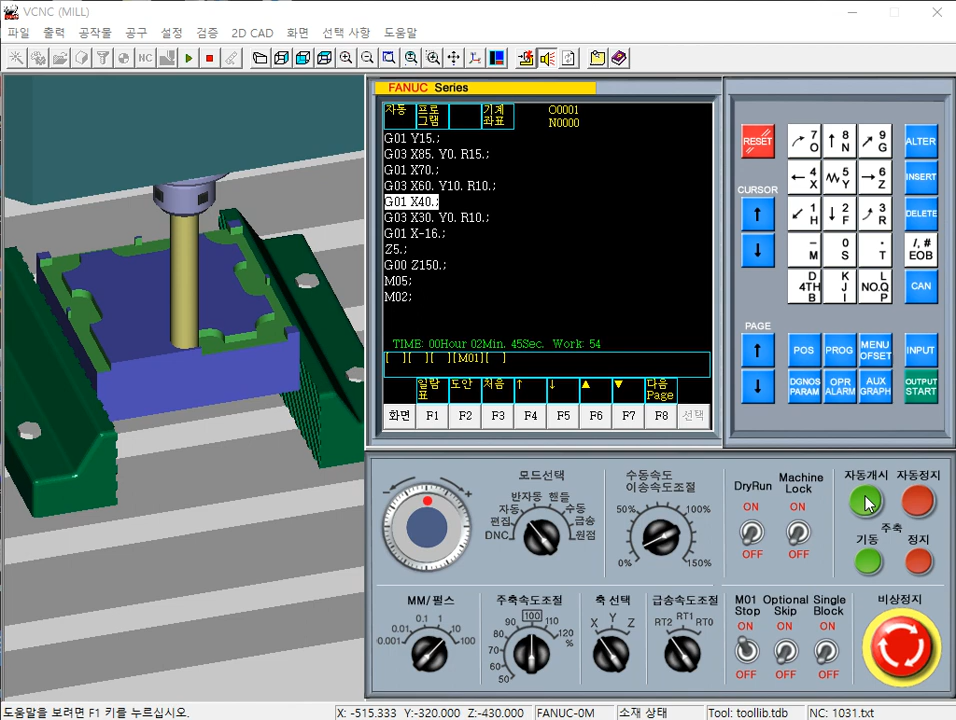 VCNC (MILL)
파일 출력 공작물 공구 설정 검증 2D CAD 화면 선택 사항 도움말
NC
FANUC Series
자동 프로그램 기계좌표 O0001
N0000
G01 Y15.;
G03 X85. Y0. R15.;
G01 X70.;
G03 X60. Y10. R10.;
G01 X40.;
G03 X30. Y0. R10.;
G01 X-16.;
Z5.;
G00 Z150.;
M05;
M02;
TIME: 00Hour 02Min. 45Sec. Work: 54
[ ][ ][ ][M01][ ]
일람표 도안 처음 ↑ ↓ ▲ ▼ 다음 Page
화면 F1 F2 F3 F4 F5 F6 F7 F8 선택
RESET 7 O 8 N 9 G ALTER
4 X 5 Y 6 Z INSERT
CURSOR
↑ 1 H 2 F 3 R DELETE
↓ - M 0 S . T /, # EOB
D 4TH B K J I L NO.Q P CAN
PAGE
↑ POS PROG MENU OFSET INPUT
↓ DGNOS PARAM OPR ALARM AUX GRAPH OUTPUT START
모드선택
DNC 편집 자동 반자동 핸들 수동 급송 원점
수동속도
이송속도조절
0% 50% 100% 150%
DryRun
ON
OFF
Machine
Lock
ON
OFF
자동개시 자동정지
주축
기동 정지
MM/펄스
0.001 0.01 0.1 1 10 100
주축속도조절
50 60 70 80 90 100 110 120 %
축 선택
X Y Z
급송속도조절
RT2 RT1 RT0
M01
Stop
ON
OFF
Optional
Skip
ON
OFF
Single
Block
ON
OFF
비상정지
도움말을 보려면 F1 키를 누르십시오.
X: -515.333 Y:-320.000 Z:-430.000 FANUC-0M 소재 상태 Tool: toollib.tdb NC: 1031.txt